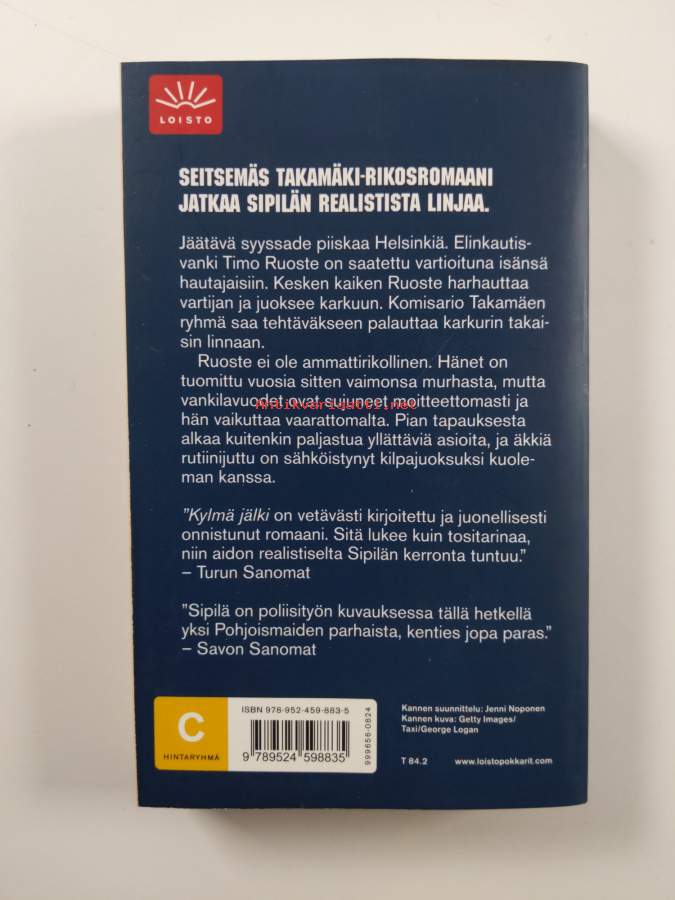 LOISTO
SEITSEMÄS TAKAMÄKI-RIKOSROMAANI
JATKAA SIPILÄN REALISTISTA LINJAA.
Jäätävä syyssade piiskaa Helsinkiä. Elinkautis-
vanki Timo Ruoste on saatettu vartioituna isänsä
hautajaisiin. Kesken kaiken Ruoste harhauttaa
vartijan ja juoksee karkuun. Komisario Takamäen
ryhmä saa tehtäväkseen palauttaa karkurin takai-
sin linnaan.
Ruoste ei ole ammattirikollinen. Hänet on
tuomittu vuosia sitten vaimonsa murhasta, mutta
vankilavuodet ovat sujuneet moitteettomasti ja
Antikvariaatti.net
hän vaikuttaa vaarattomalta. Pian tapauksesta
alkaa kuitenkin paljastua yllättäviä asioita, ja äkkiä
rutiinijuttu on sähköistynyt kilpajuoksuksi kuole-
man kanssa.
"Kylmä jälki on vetävästi kirjoitettu ja juonellisesti
onnistunut romaani. Sitä lukee kuin tositarinaa,
niin aidon realistiselta Sipilän kerronta tuntuu."
– Turun Sanomat
"Sipilä on poliisityön kuvauksessa tällä hetkellä
yksi Pohjoismaiden parhaista, kenties jopa paras."
– Savon Sanomat
C
HINTARYHMÄ
ISBN 978-952-459-883-5
9 789524 598835
999656-0824
Kannen suunnittelu: Jenni Noponen
Kannen kuva: Getty Images/
Taxi/George Logan
T 84.2 www.loistopokkarit.com